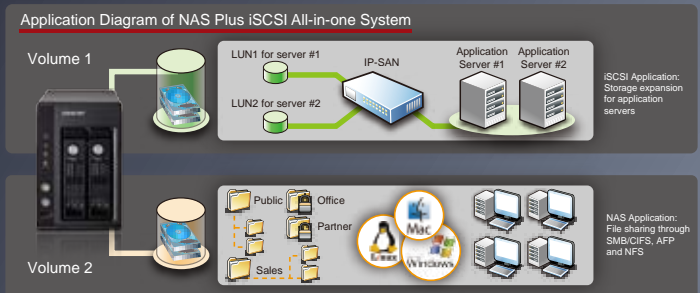 Application Diagram of NAS Plus iSCSI All-in-one System
Volume 1
LUN1 for server #1
LUN2 for server #2
IP-SAN
Application
Server #1
Application
Server #2
iSCSI Application:
Storage expansion
for application
servers
Volume 2
Public
Office
Partner
Sales
Mac
Linux
Windows
NAS Application:
File sharing through
SMB/CIFS, AFP
and NFS